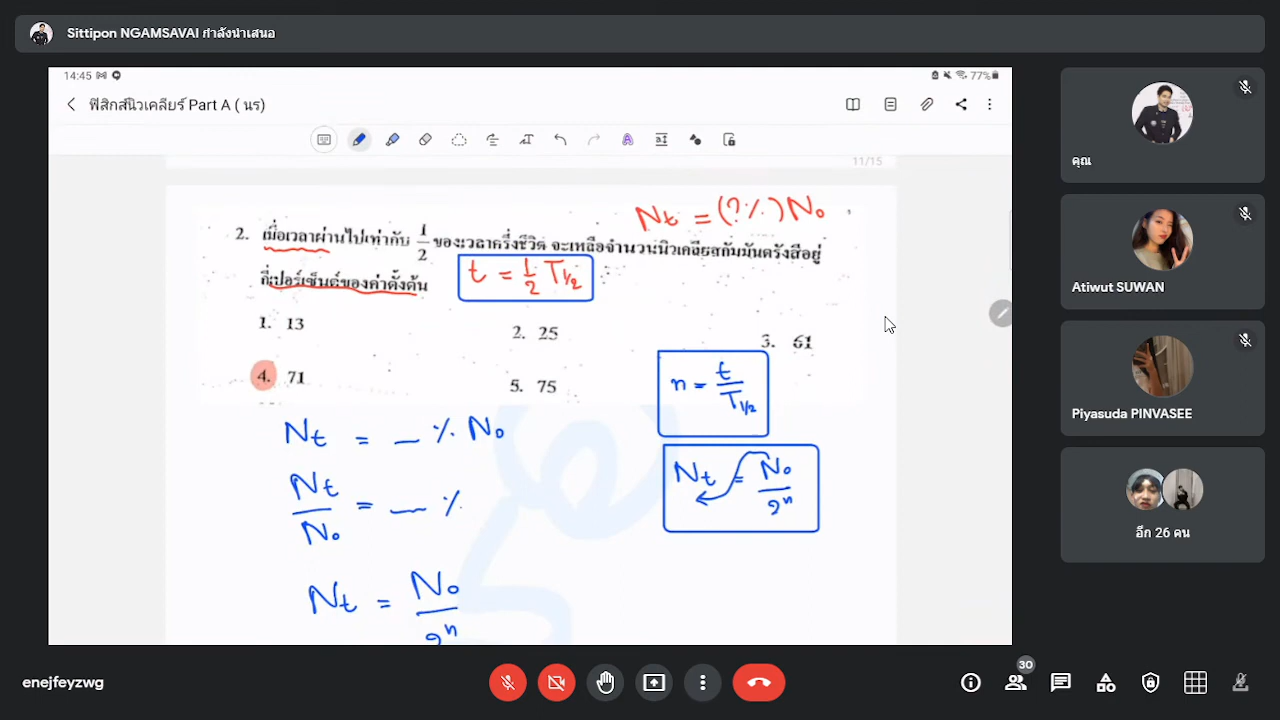 Sittipon NGAMSAVAI กำลังนำเสนอ
14:45
77%
ฟิสิกส์นิวเคลียร์ Part A ( นร)
11/15
Nt = (?%) N₀
2. เมื่อเวลาผ่านไปเท่ากับ 1/2 ของเวลาครึ่งชีวิต จะเหลือจำนวนนิวเคลียสกัมมันตรังสีอยู่
กี่เปอร์เซ็นต์ของค่าตั้งต้น
t = 1/2 T1/2
1. 13
2. 25
3. 61
4. 71
5. 75
n = t/T1/2
Nt = _ % N₀
Nt = N₀/2ⁿ
Nt/N₀ = _ %
Nt = N₀/2ⁿ
คุณ
Atiwut SUWAN
Piyasuda PINVASEE
อีก 26 คน
enejfeyzwg
30